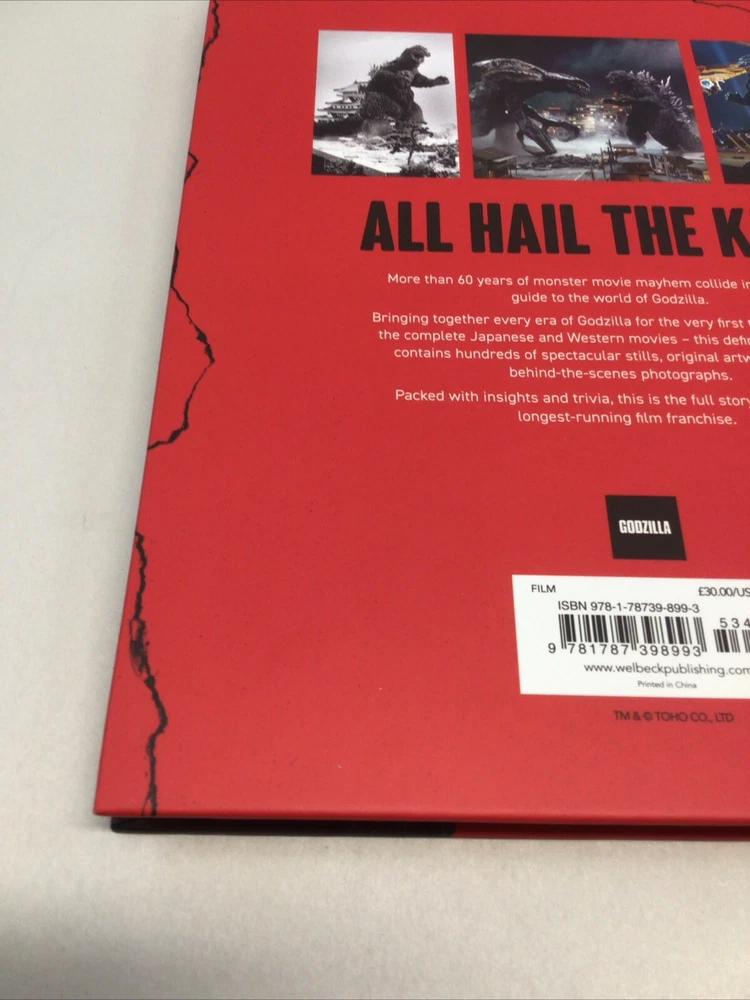 ALL HAIL THE K
More than 60 years of monster movie mayhem collide in
guide to the world of Godzilla.
Bringing together every era of Godzilla for the very first
the complete Japanese and Western movies – this defin
contains hundreds of spectacular stills, original artw
behind-the-scenes photographs.
Packed with insights and trivia, this is the full story
longest-running film franchise.
GODZILLA
FILM £30.00/US
ISBN 978-1-78739-899-3
534
9 781787 398993
www.welbeckpublishing.com
Printed in China
TM & © TOHO CO., LTD